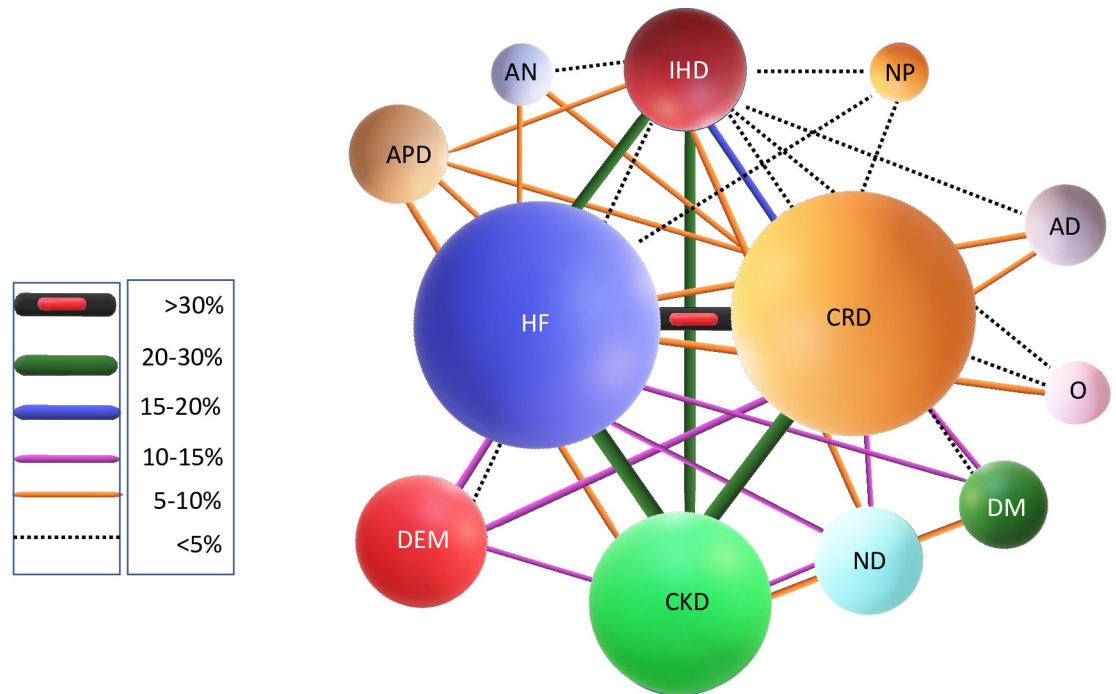 AN
IHD
NP
APD
AD
HF
CRD
O
DEM
CKD
ND
DM
>30%
20-30%
15-20%
10-15%
5-10%
<5%